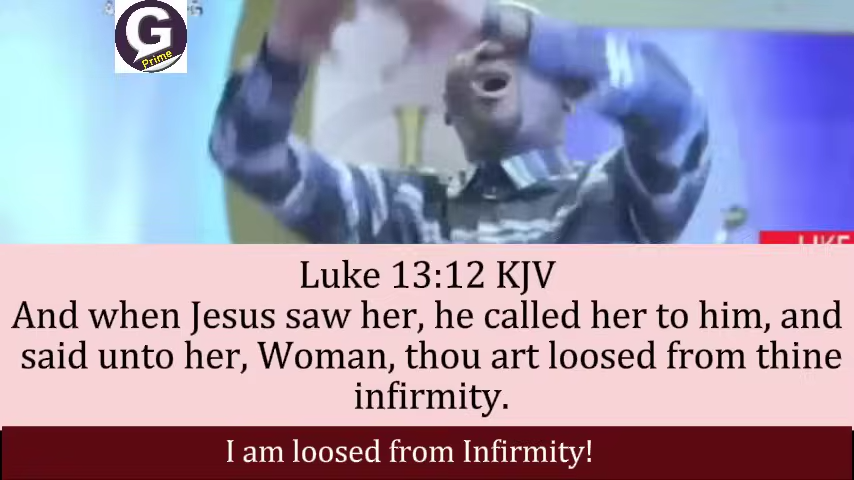 G
Prime
LIKE
Luke 13:12 KJV
And when Jesus saw her, he called her to him, and
said unto her, Woman, thou art loosed from thine
infirmity.
I am loosed from Infirmity!